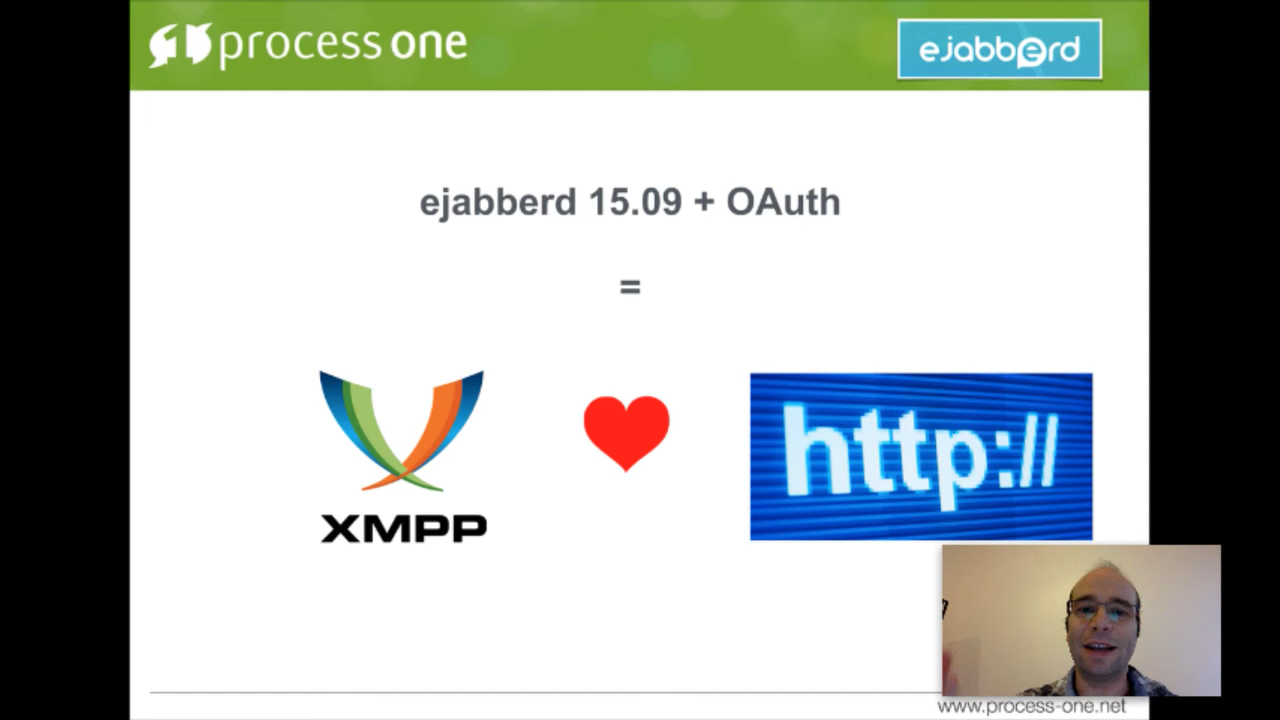 process one
ejabberd
ejabberd 15.09 + OAuth
=
XMPP
http://
www.process-one.net